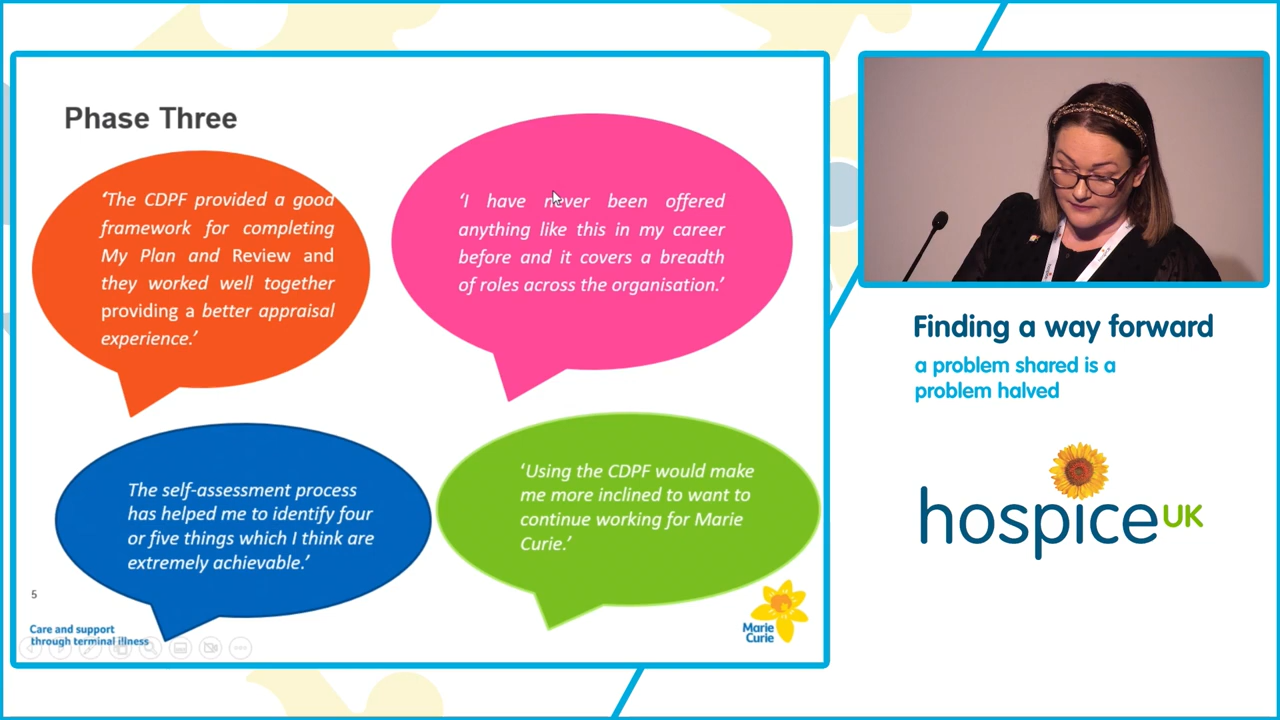 Phase Three
‘The CDPF provided a good
framework for completing
My Plan and Review and
they worked well together
providing a better appraisal
experience.’
‘I have never been offered
anything like this in my career
before and it covers a breadth
of roles across the organisation.’
The self-assessment process
has helped me to identify four
or five things which I think are
extremely achievable.’
‘Using the CDPF would make
me more inclined to want to
continue working for Marie
Curie.’
5
Care and support
through terminal illness
Marie
Curie
Finding a way forward
a problem shared is a
problem halved
hospice UK